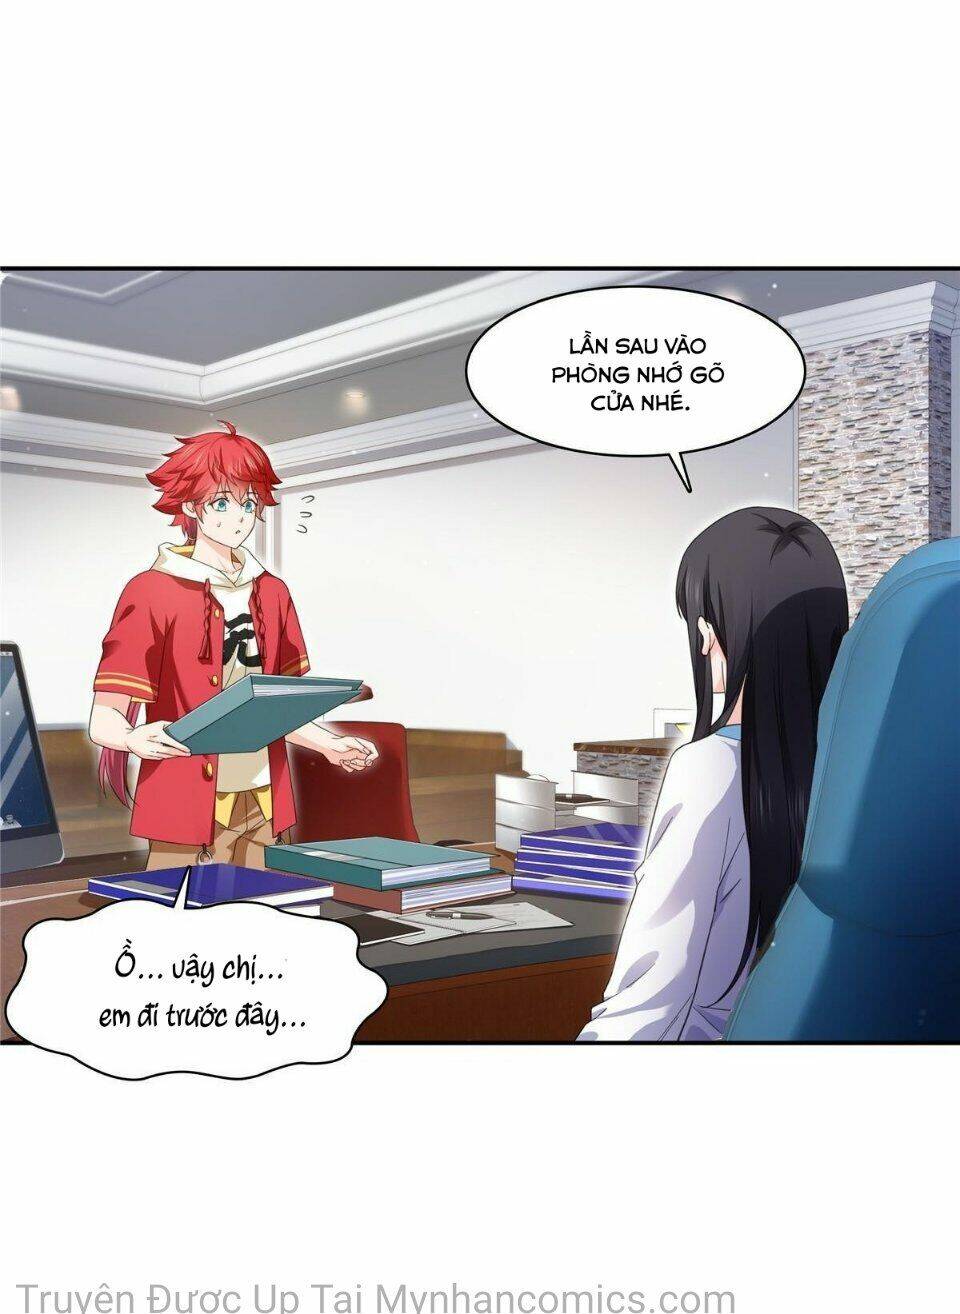 LẦN SAU VÀO
PHÒNG NHỚ GÕ
CỬA NHÉ.
Ồ... vậy chị...
em đi trước đây...
Truyện Được Up Tại Mynhancomics.com